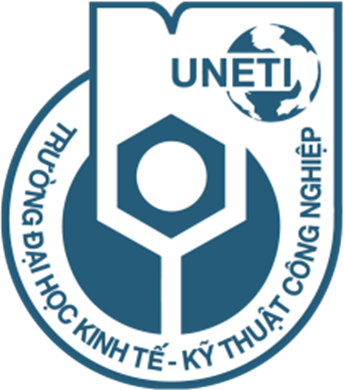 UNETI
TRƯỜNG ĐẠI HỌC KINH TẾ - KỸ THUẬT CÔNG NGHIỆP